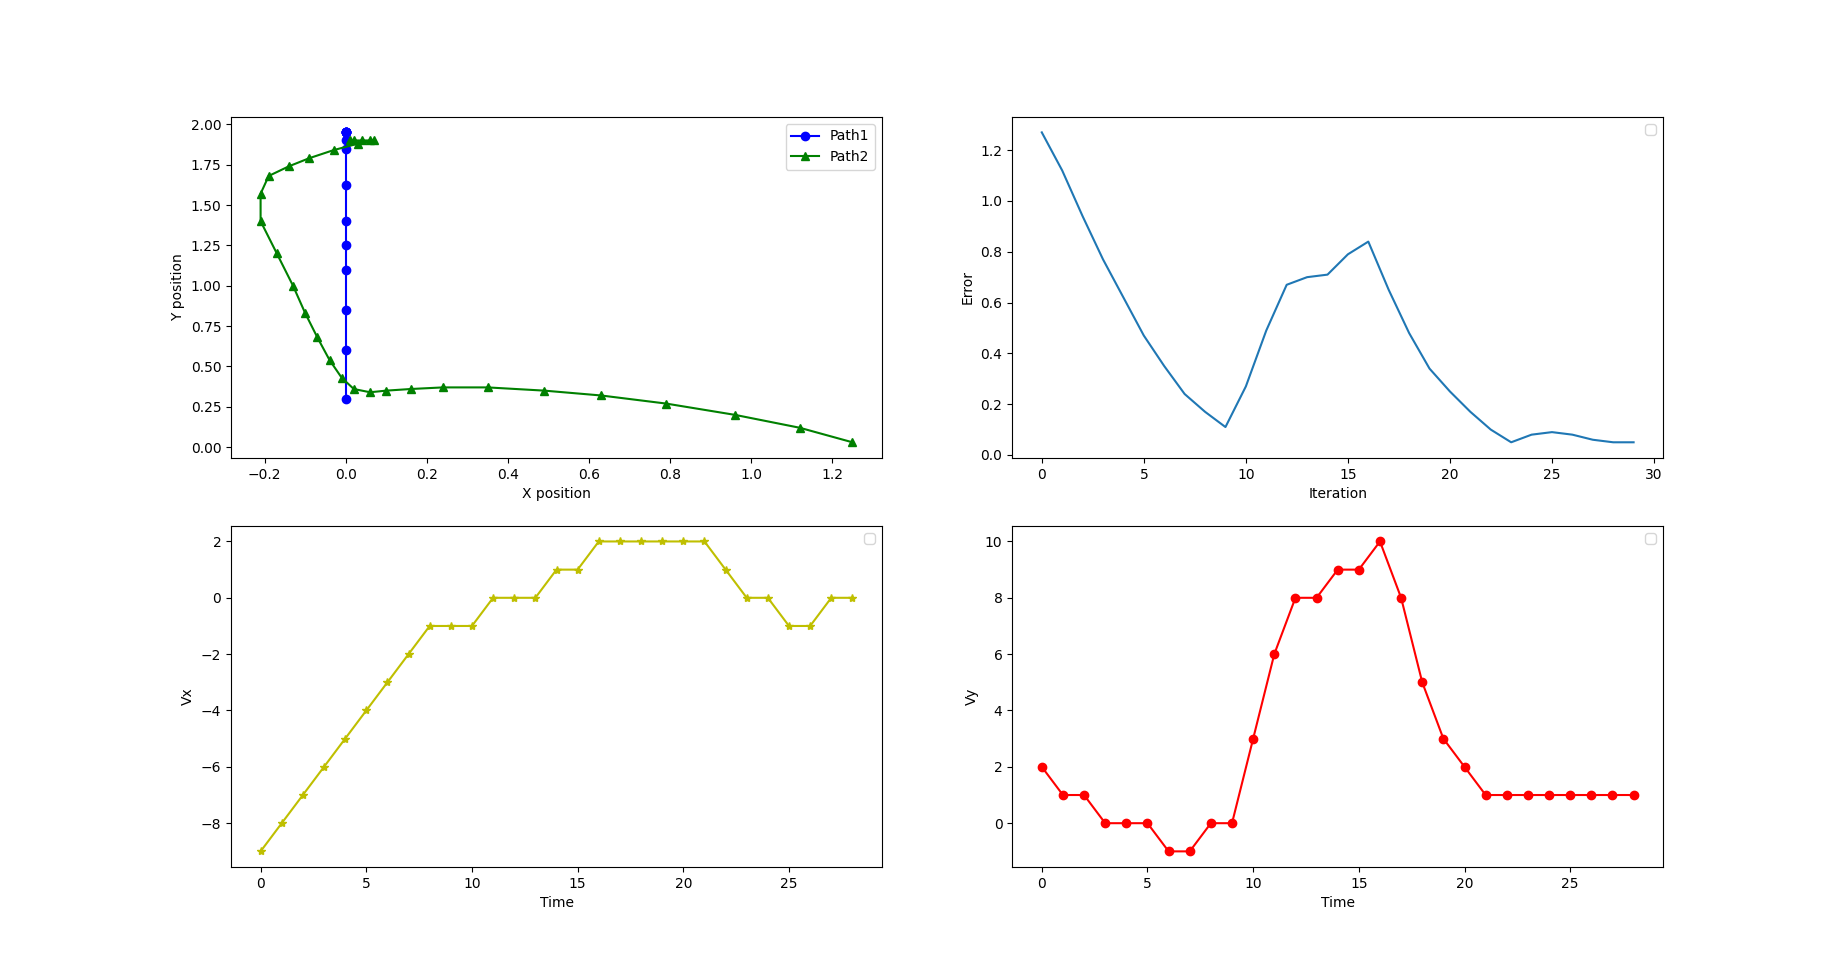 2.00
1.75
1.50
1.25
1.00
0.75
0.50
0.25
0.00
Y position
−0.2 0.0 0.2 0.4 0.6 0.8 1.0 1.2
X position
Path1
Path2
1.2
1.0
0.8
0.6
0.4
0.2
0.0
Error
0 5 10 15 20 25 30
Iteration
2
0
−2
−4
−6
−8
Vx
0 5 10 15 20 25
Time
10
8
6
4
2
0
Vy
0 5 10 15 20 25
Time